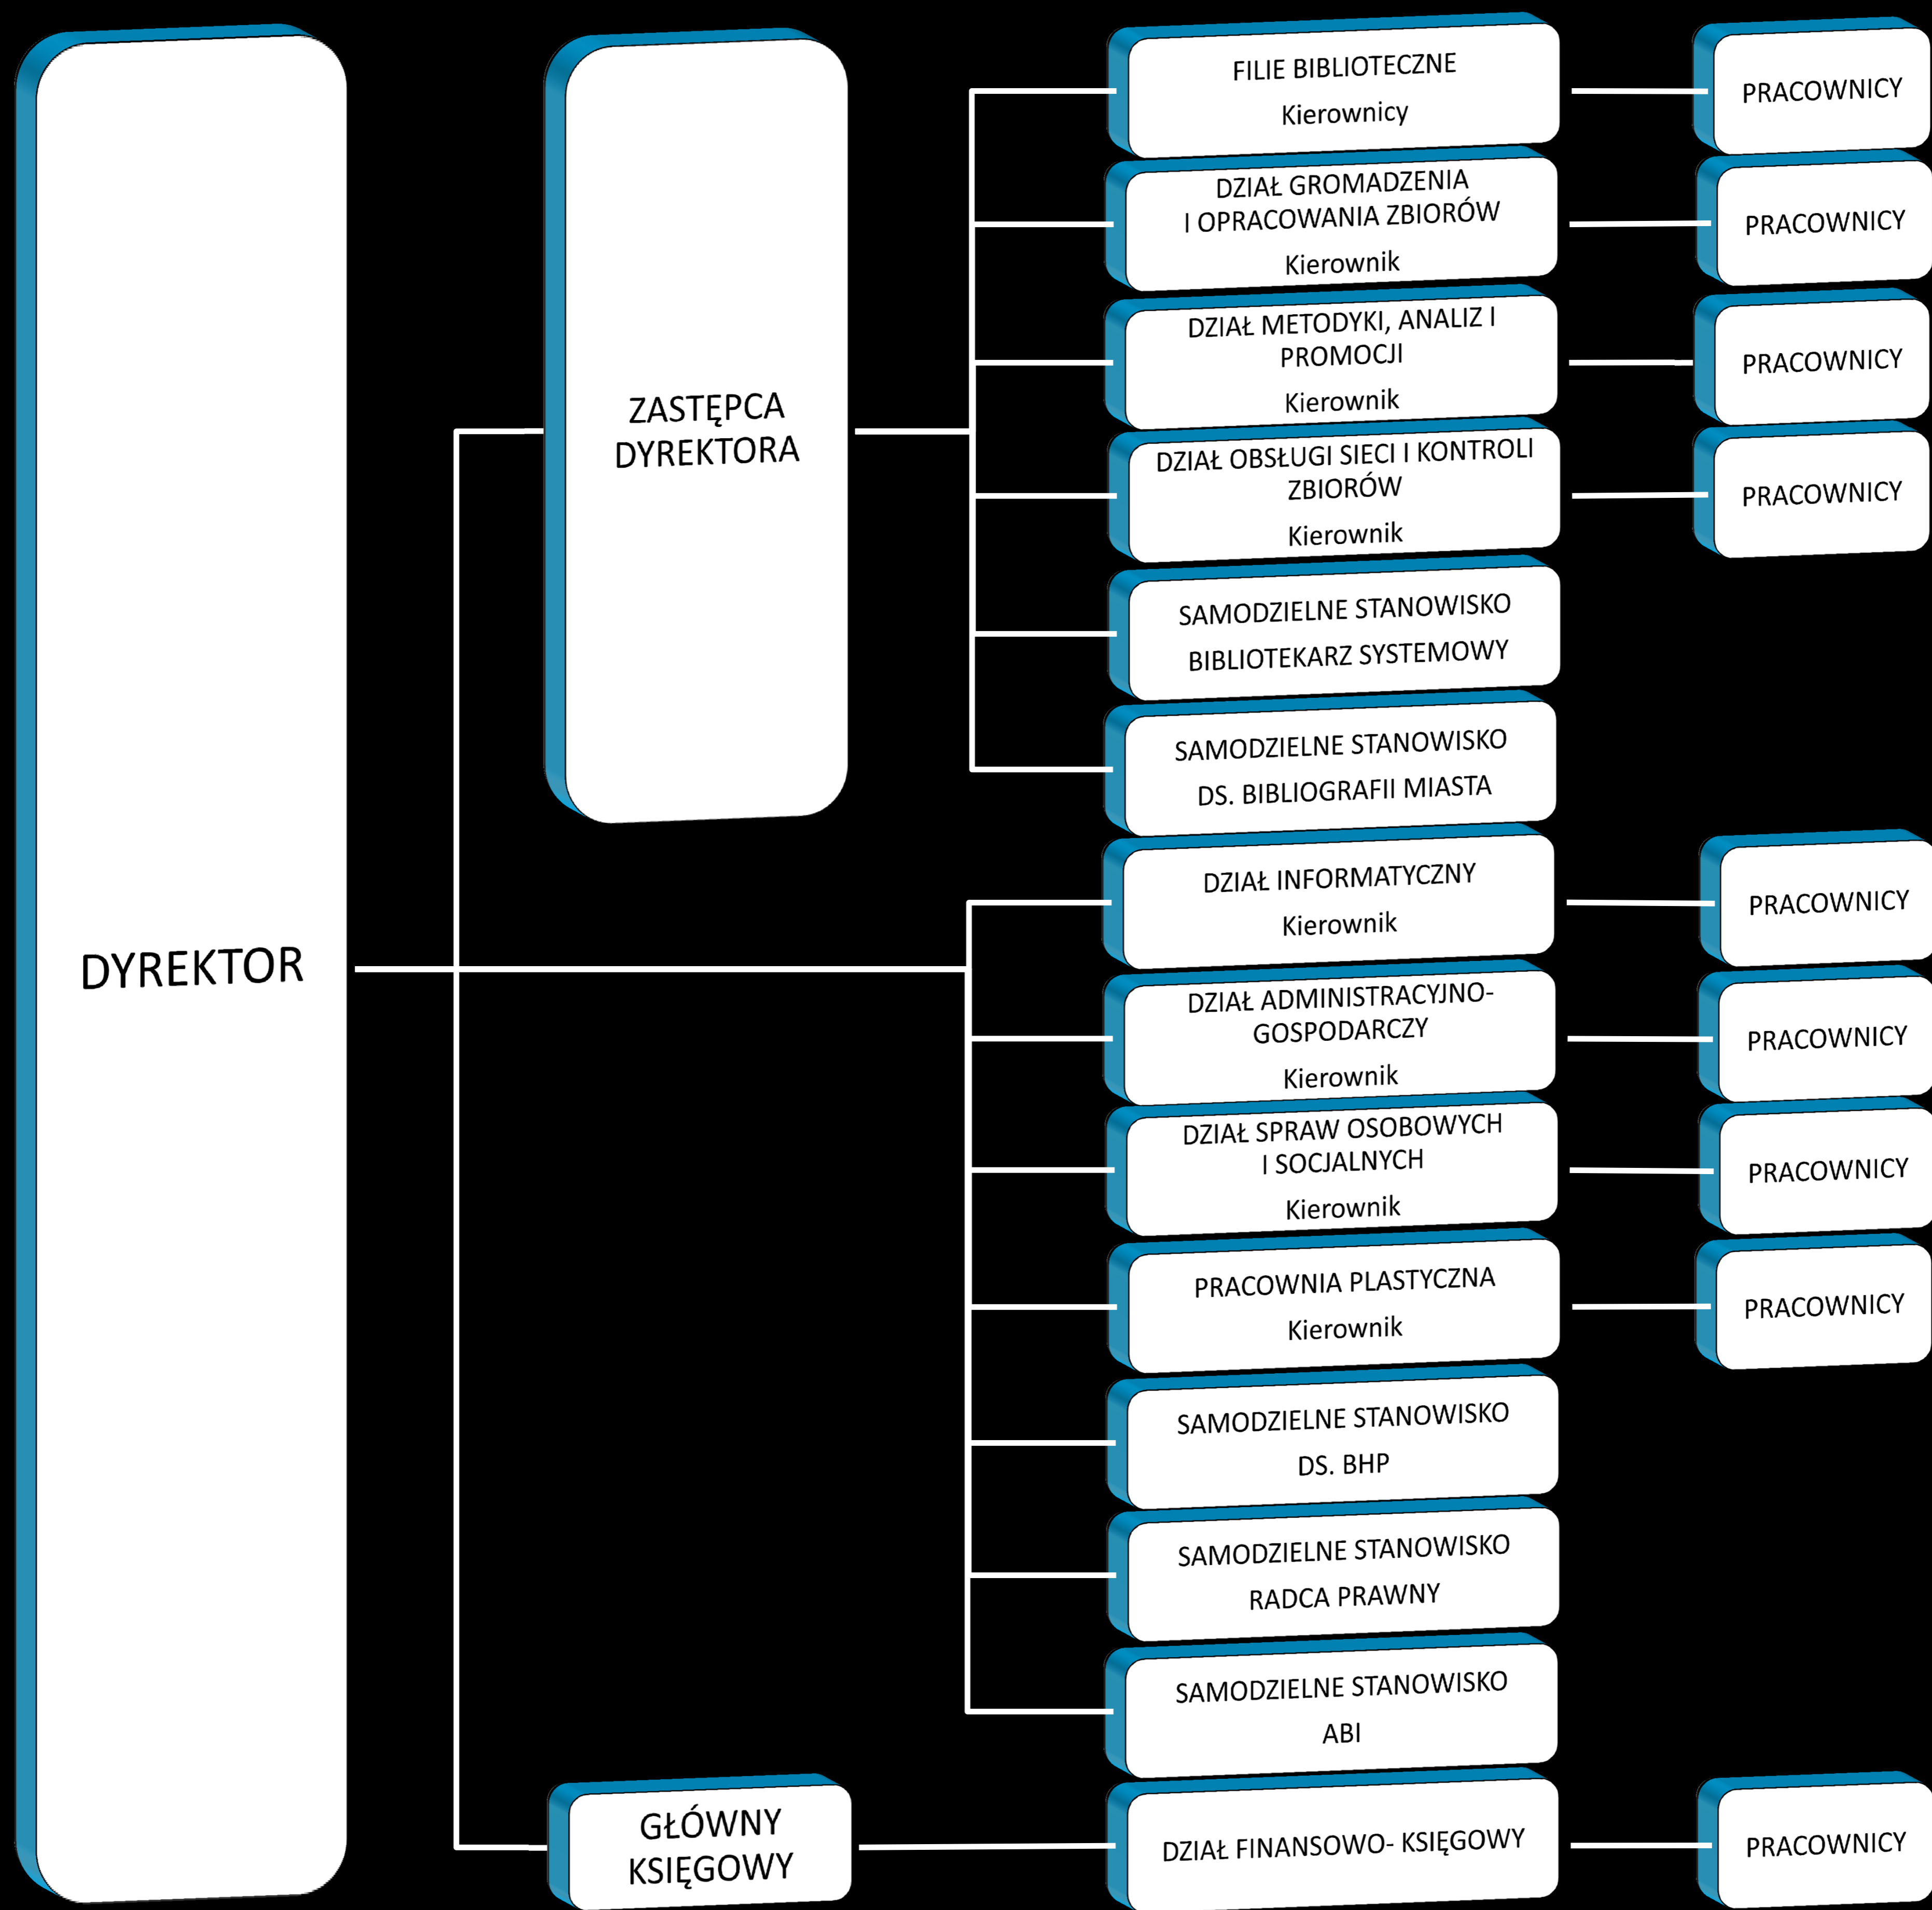 DYREKTOR
ZASTĘPCA
DYREKTORA
FILIE BIBLIOTECZNE
Kierownicy
PRACOWNICY
DZIAŁ GROMADZENIA
I OPRACOWANIA ZBIORÓW
Kierownik
PRACOWNICY
DZIAŁ METODYKI, ANALIZ I
PROMOCJI
Kierownik
PRACOWNICY
DZIAŁ OBSŁUGI SIECI I KONTROLI
ZBIORÓW
Kierownik
PRACOWNICY
SAMODZIELNE STANOWISKO
BIBLIOTEKARZ SYSTEMOWY
SAMODZIELNE STANOWISKO
DS. BIBLIOGRAFII MIASTA
DZIAŁ INFORMATYCZNY
Kierownik
PRACOWNICY
DZIAŁ ADMINISTRACYJNO-
GOSPODARCZY
Kierownik
PRACOWNICY
DZIAŁ SPRAW OSOBOWYCH
I SOCJALNYCH
Kierownik
PRACOWNICY
PRACOWNIA PLASTYCZNA
Kierownik
PRACOWNICY
SAMODZIELNE STANOWISKO
DS. BHP
SAMODZIELNE STANOWISKO
RADCA PRAWNY
SAMODZIELNE STANOWISKO
ABI
GŁÓWNY
KSIĘGOWY
DZIAŁ FINANSOWO- KSIĘGOWY
PRACOWNICY